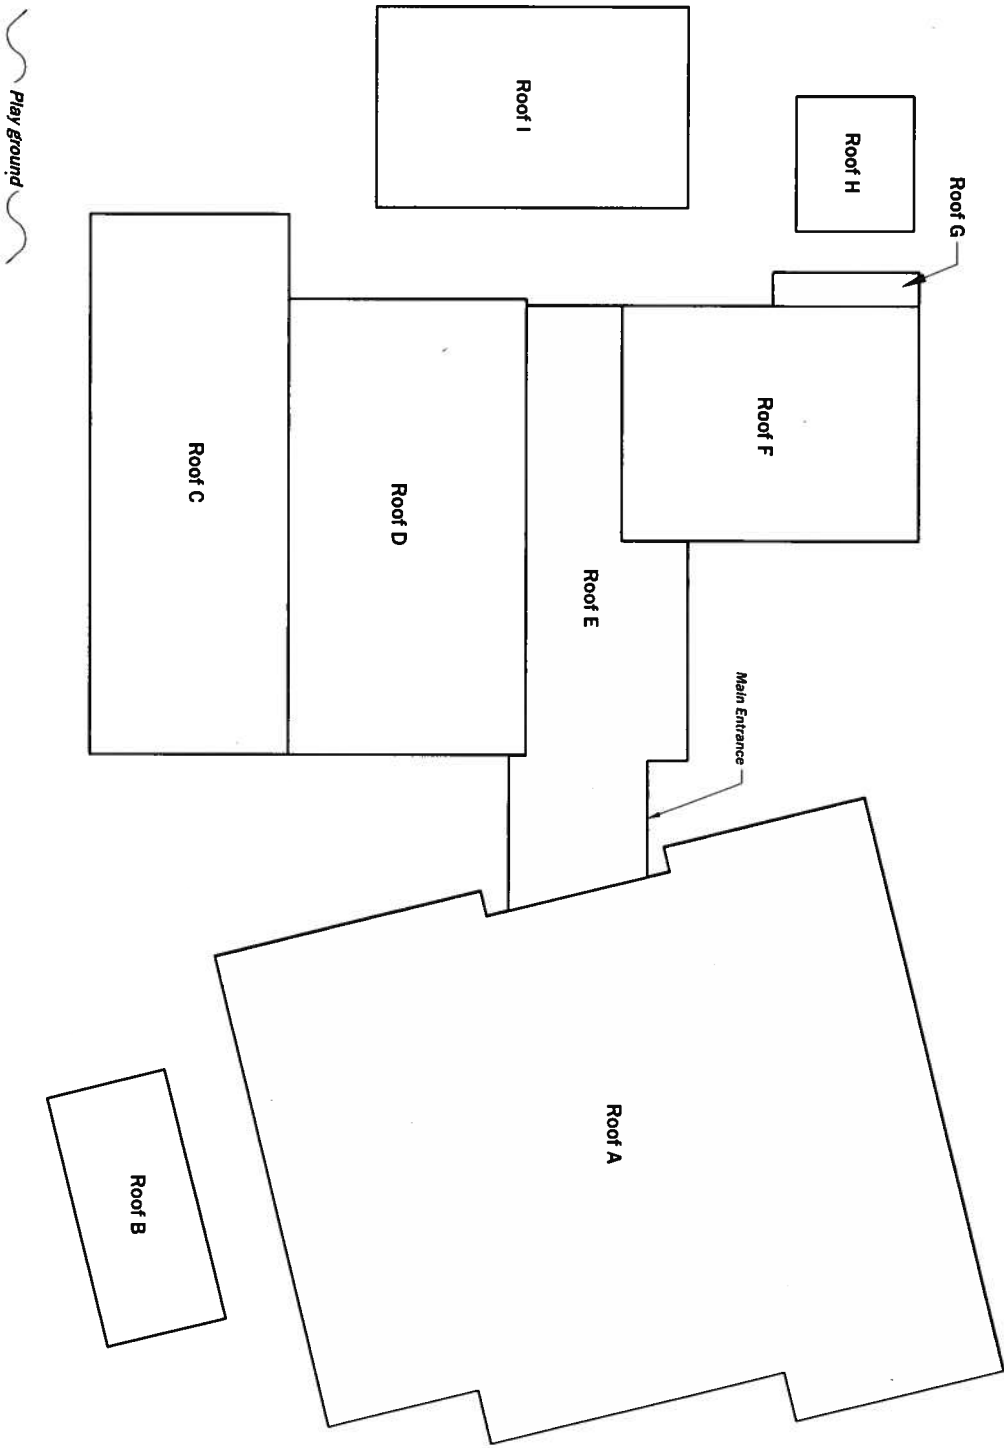 Roof G
Roof H
Roof I
Roof F
Main Entrance
Roof E
Roof D
Roof C
Play ground
Roof A
Roof B